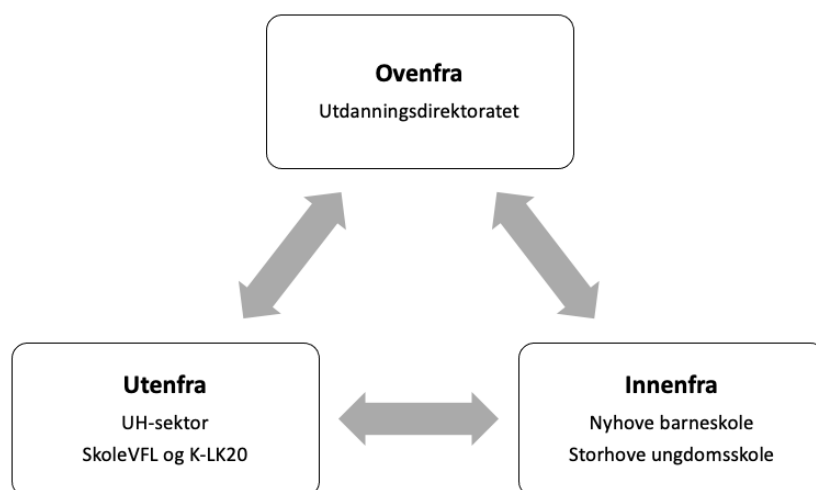 Ovenfra
Utdanningsdirektoratet
Utenfra
UH-sektor
SkoleVFL og K-LK20
Innenfra
Nyhove barneskole
Storhove ungdomsskole